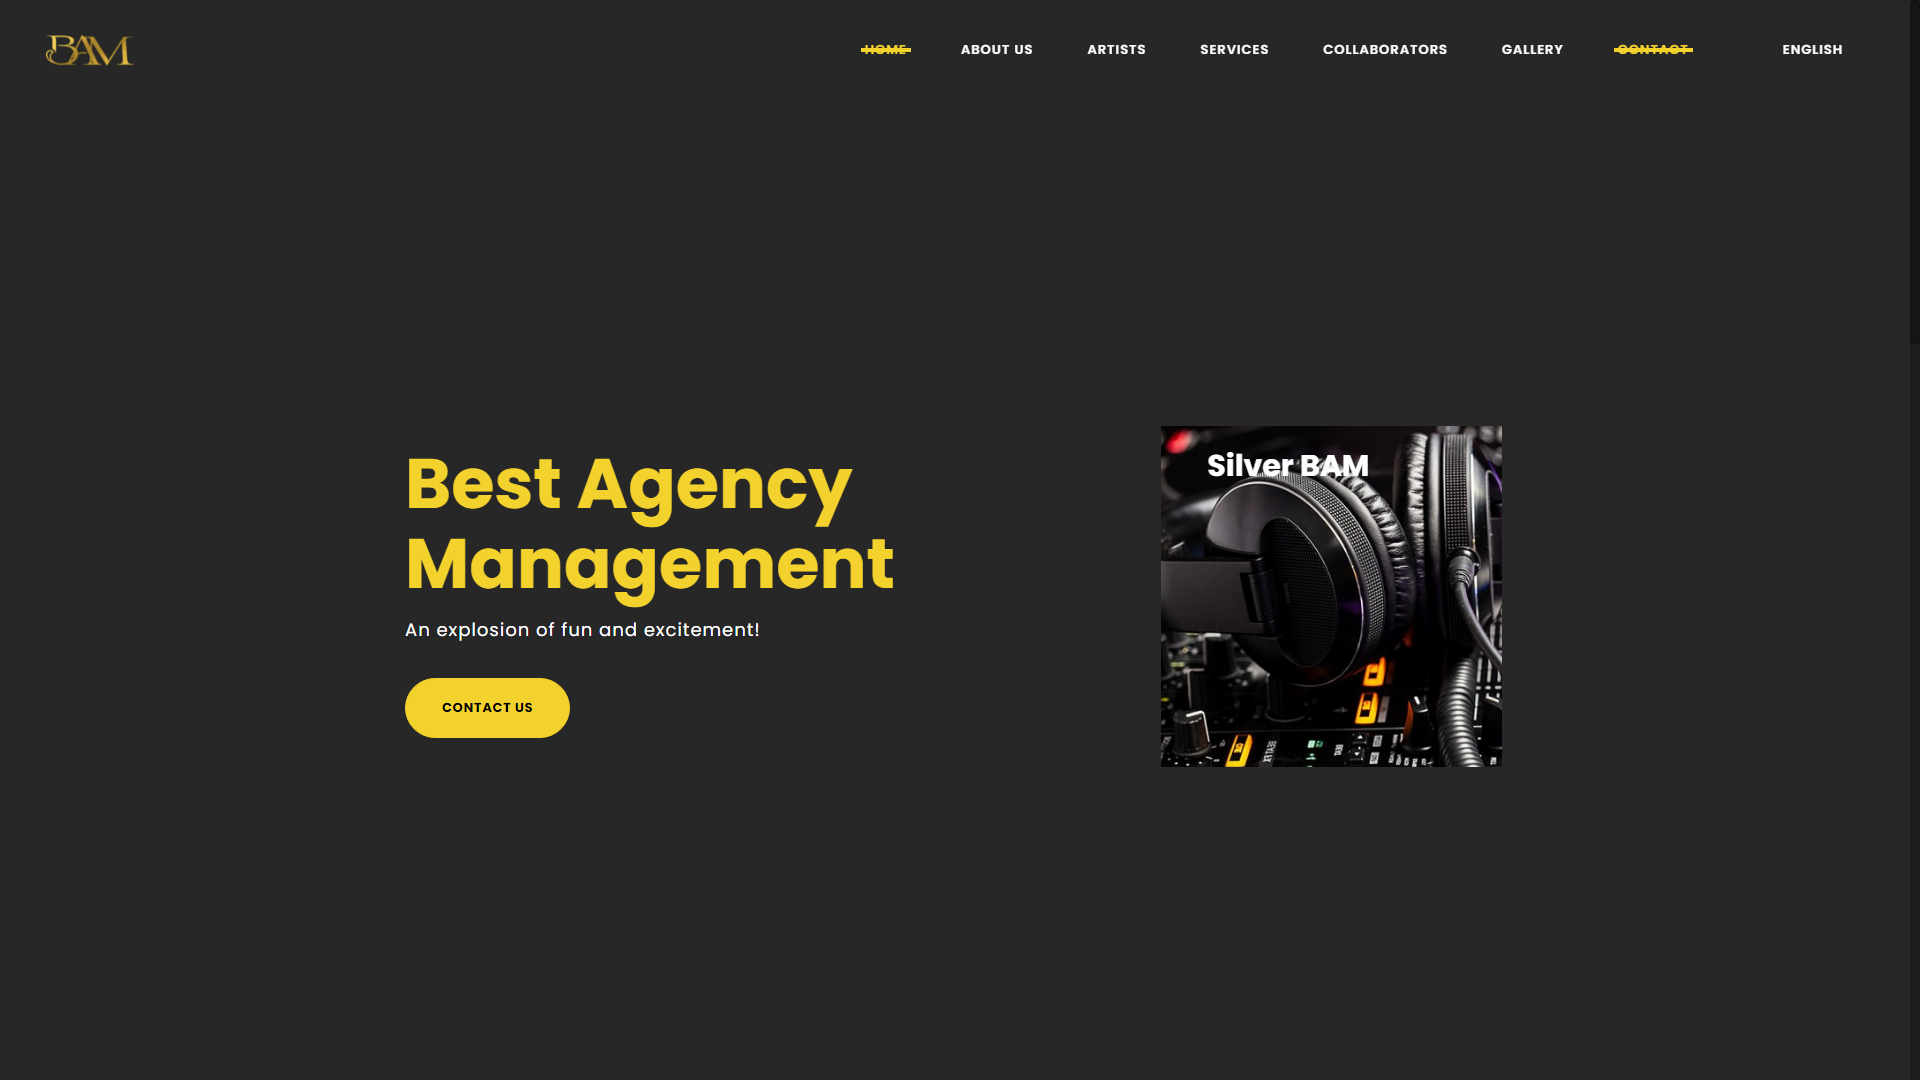 BAM
HOME
ABOUT US
ARTISTS
SERVICES
COLLABORATORS
GALLERY
CONTACT
ENGLISH
Best Agency
Management
An explosion of fun and excitement!
CONTACT US
Silver BAM